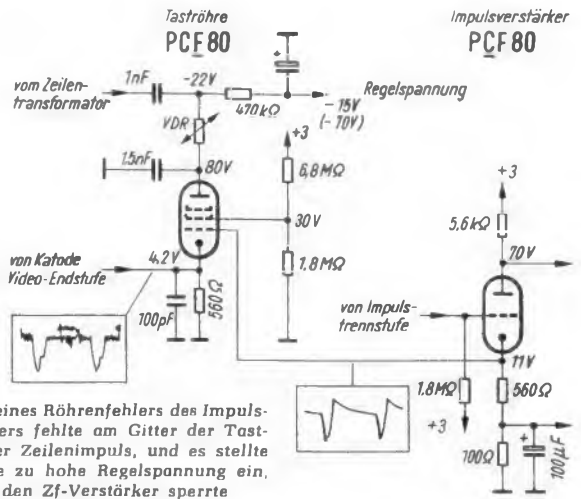 Taströhre
PCF80
Impulsverstärker
PCF80
vom Zeilen-
transformator
1nF
-22V
470kΩ
+
Regelspannung
-15V
(-70V)
VDR
+3
1,5nF
80V
6,8MΩ
+3
30V
5,6kΩ
70V
von Katode
Video-Endstufe
4,2V
1,8MΩ
von Impuls-
trennstufe
100pF
560Ω
11V
1,8MΩ
560Ω
+3
100Ω
+
100µF
eines Röhrenfehlers des Impuls-
ers fehlte am Gitter der Tast-
er Zeilenimpuls, und es stellte
e zu hohe Regelspannung ein,
den Zf-Verstärker sperrte